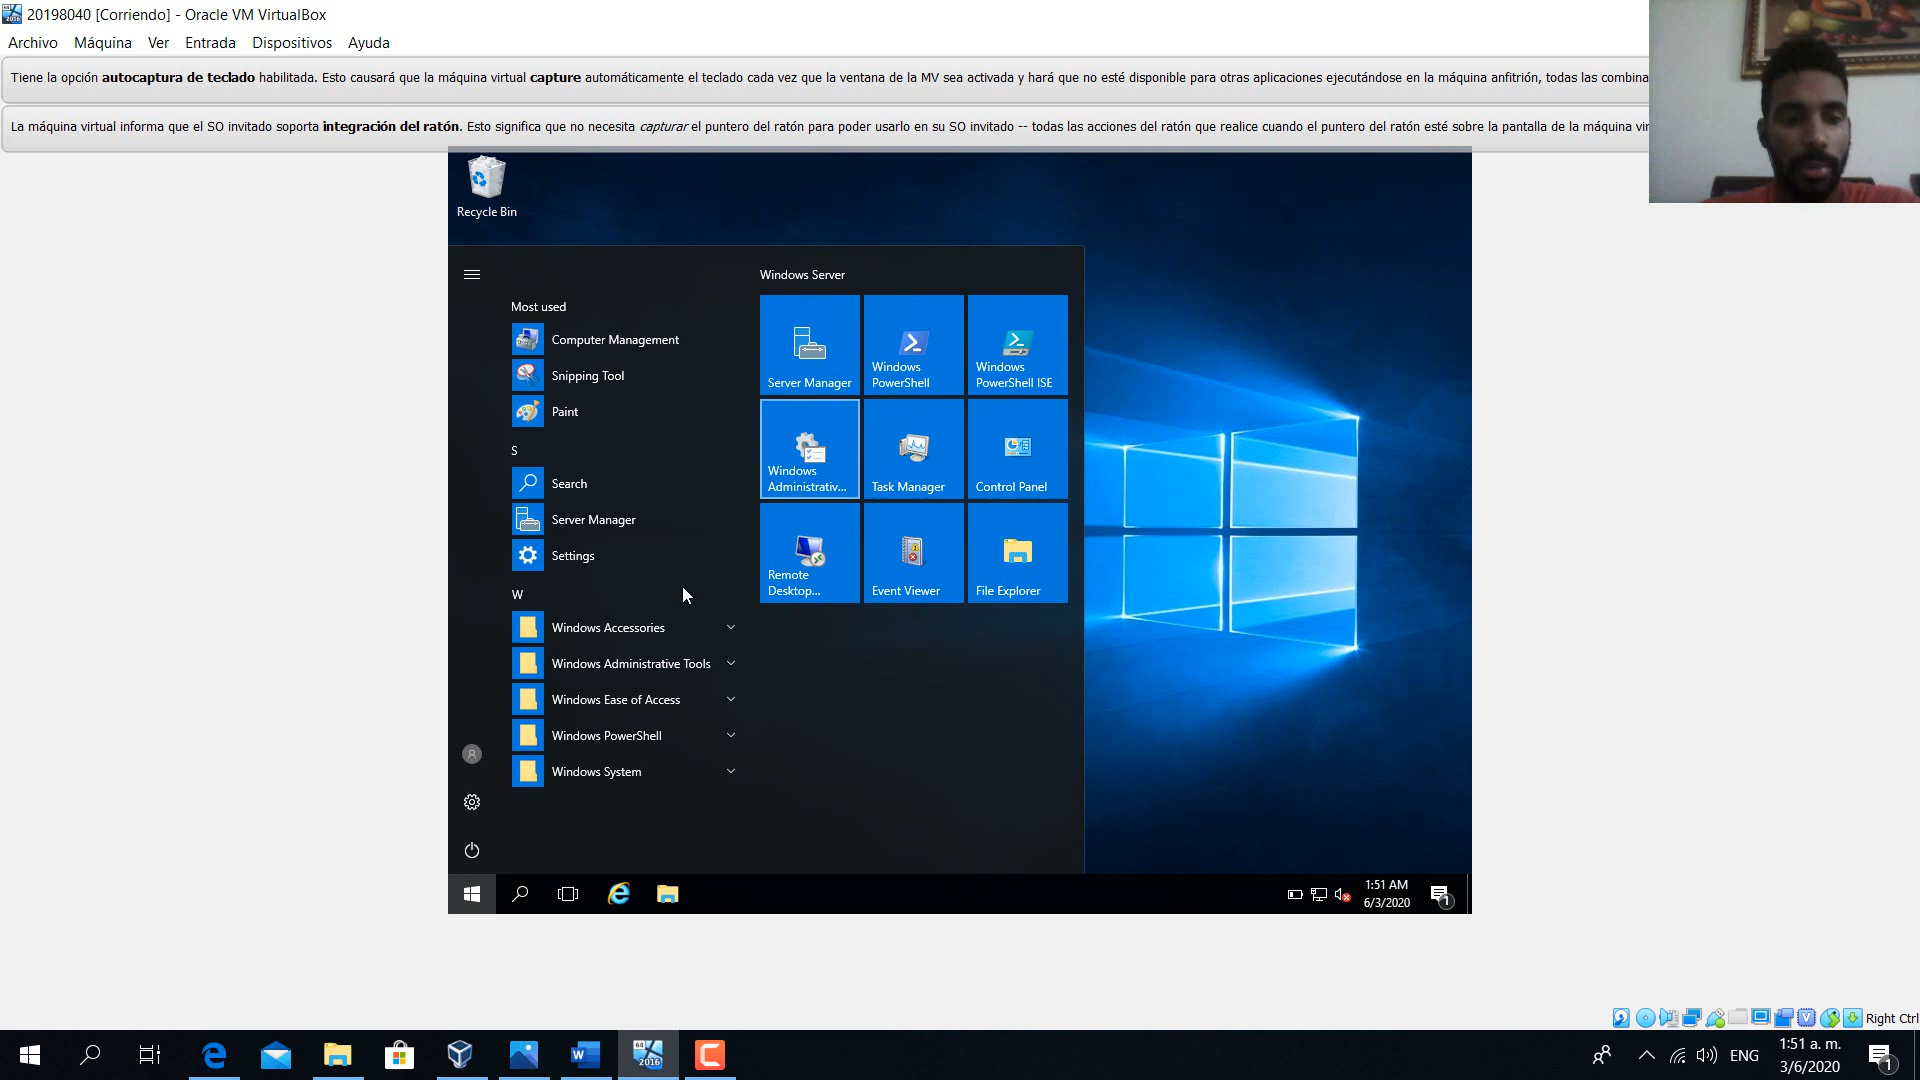 20198040 [Corriendo] - Oracle VM VirtualBox
Archivo Máquina Ver Entrada Dispositivos Ayuda
Tiene la opción autocaptura de teclado habilitada. Esto causará que la máquina virtual capture automáticamente el teclado cada vez que la ventana de la MV sea activada y hará que no esté disponible para otras aplicaciones ejecutándose en la máquina anfitrión, todas las combina
La máquina virtual informa que el SO invitado soporta integración del ratón. Esto significa que no necesita capturar el puntero del ratón para poder usarlo en su SO invitado -- todas las acciones del ratón que realice cuando el puntero del ratón esté sobre la pantalla de la máquina vir
Recycle Bin
Windows Server
Most used
Computer Management
Snipping Tool
Paint
S
Search
Server Manager
Settings
W
Windows Accessories
Windows Administrative Tools
Windows Ease of Access
Windows PowerShell
Windows System
Server Manager
Windows PowerShell
Windows PowerShell ISE
Windows Administrativ...
Task Manager
Control Panel
Remote Desktop...
Event Viewer
File Explorer
1:51 AM
6/3/2020
1
Right Ctrl
W
64
2016
ENG
1:51 a. m.
3/6/2020
1